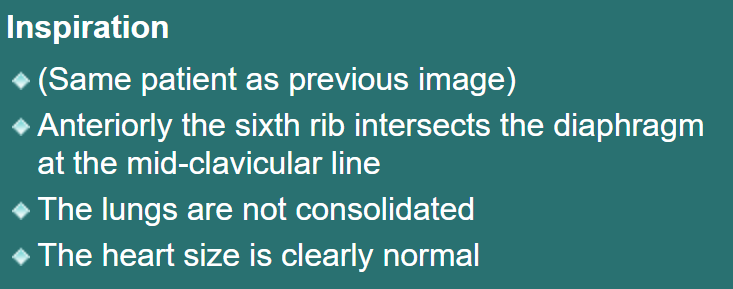 Inspiration
(Same patient as previous image)
Anteriorly the sixth rib intersects the diaphragm
at the mid-clavicular line
The lungs are not consolidated
The heart size is clearly normal